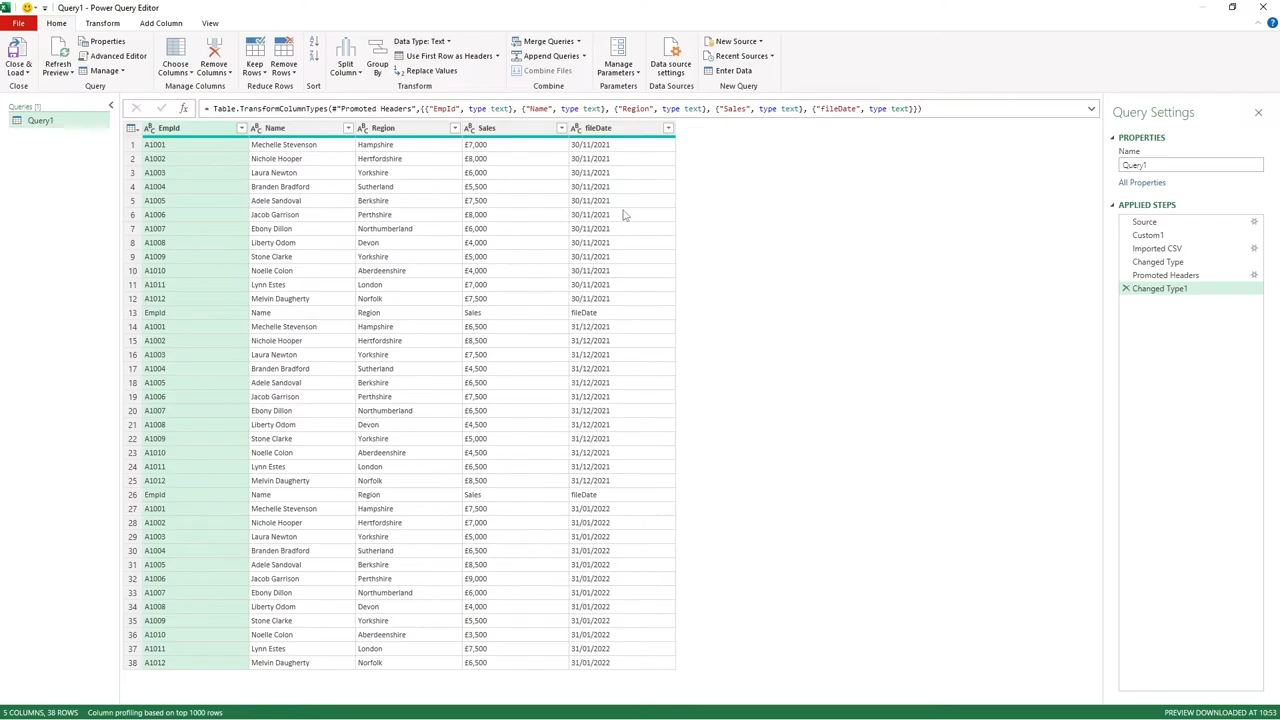 Query1 - Power Query Editor
File Home Transform Add Column View
Close & Load Refresh Preview Properties Advanced Editor Manage Choose Columns Remove Columns Keep Rows Remove Rows Split Column Group By Data Type: Text Use First Row as Headers Replace Values Merge Queries Append Queries Combine Files Manage Parameters Data source settings New Source Recent Sources Enter Data
Close Query Manage Columns Reduce Rows Sort Transform Combine Parameters Data Sources New Query
Queries [1]
Query1
= Table.TransformColumnTypes(#"Promoted Headers",{{"EmpId", type text}, {"Name", type text}, {"Region", type text}, {"Sales", type text}, {"fileDate", type text}})
EmpId Name Region Sales fileDate
1 A1001 Mechelle Stevenson Hampshire £7,000 30/11/2021
2 A1002 Nichole Hooper Hertfordshire £8,000 30/11/2021
3 A1003 Laura Newton Yorkshire £6,000 30/11/2021
4 A1004 Branden Bradford Sutherland £5,500 30/11/2021
5 A1005 Adele Sandoval Berkshire £7,500 30/11/2021
6 A1006 Jacob Garrison Perthshire £8,000 30/11/2021
7 A1007 Ebony Dillon Northumberland £6,000 30/11/2021
8 A1008 Liberty Odom Devon £4,000 30/11/2021
9 A1009 Stone Clarke Yorkshire £5,000 30/11/2021
10 A1010 Noelle Colon Aberdeenshire £4,000 30/11/2021
11 A1011 Lynn Estes London £7,000 30/11/2021
12 A1012 Melvin Daugherty Norfolk £7,500 30/11/2021
13 EmpId Name Region Sales fileDate
14 A1001 Mechelle Stevenson Hampshire £6,500 31/12/2021
15 A1002 Nichole Hooper Hertfordshire £8,500 31/12/2021
16 A1003 Laura Newton Yorkshire £7,500 31/12/2021
17 A1004 Branden Bradford Sutherland £4,500 31/12/2021
18 A1005 Adele Sandoval Berkshire £6,500 31/12/2021
19 A1006 Jacob Garrison Perthshire £7,500 31/12/2021
20 A1007 Ebony Dillon Northumberland £6,500 31/12/2021
21 A1008 Liberty Odom Devon £4,500 31/12/2021
22 A1009 Stone Clarke Yorkshire £5,000 31/12/2021
23 A1010 Noelle Colon Aberdeenshire £4,500 31/12/2021
24 A1011 Lynn Estes London £6,500 31/12/2021
25 A1012 Melvin Daugherty Norfolk £8,500 31/12/2021
26 EmpId Name Region Sales fileDate
27 A1001 Mechelle Stevenson Hampshire £7,500 31/01/2022
28 A1002 Nichole Hooper Hertfordshire £7,000 31/01/2022
29 A1003 Laura Newton Yorkshire £5,000 31/01/2022
30 A1004 Branden Bradford Sutherland £6,500 31/01/2022
31 A1005 Adele Sandoval Berkshire £8,500 31/01/2022
32 A1006 Jacob Garrison Perthshire £9,000 31/01/2022
33 A1007 Ebony Dillon Northumberland £6,000 31/01/2022
34 A1008 Liberty Odom Devon £4,000 31/01/2022
35 A1009 Stone Clarke Yorkshire £5,500 31/01/2022
36 A1010 Noelle Colon Aberdeenshire £3,500 31/01/2022
37 A1011 Lynn Estes London £7,500 31/01/2022
38 A1012 Melvin Daugherty Norfolk £6,500 31/01/2022
Query Settings
PROPERTIES
Name
Query1
All Properties
APPLIED STEPS
Source
Custom1
Imported CSV
Changed Type
Promoted Headers
Changed Type1
5 COLUMNS, 38 ROWS Column profiling based on top 1000 rows PREVIEW DOWNLOADED AT 10:53